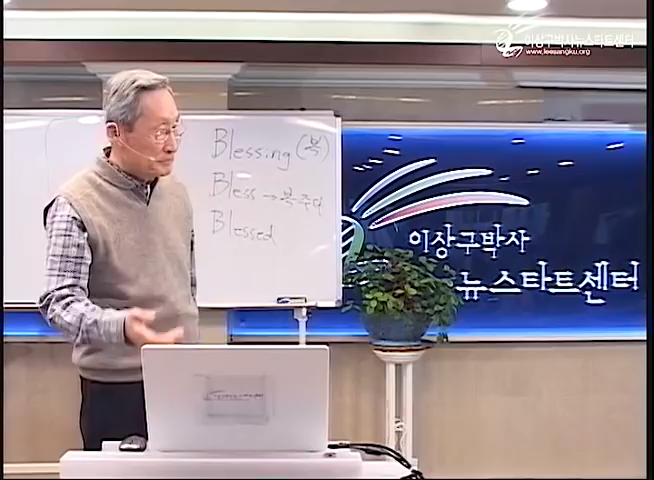 이상구박사뉴스타트센터
www.leesangku.org
Blessing (복)
Bless → 복 주다
Blessed
이상구박사
뉴스타트센터